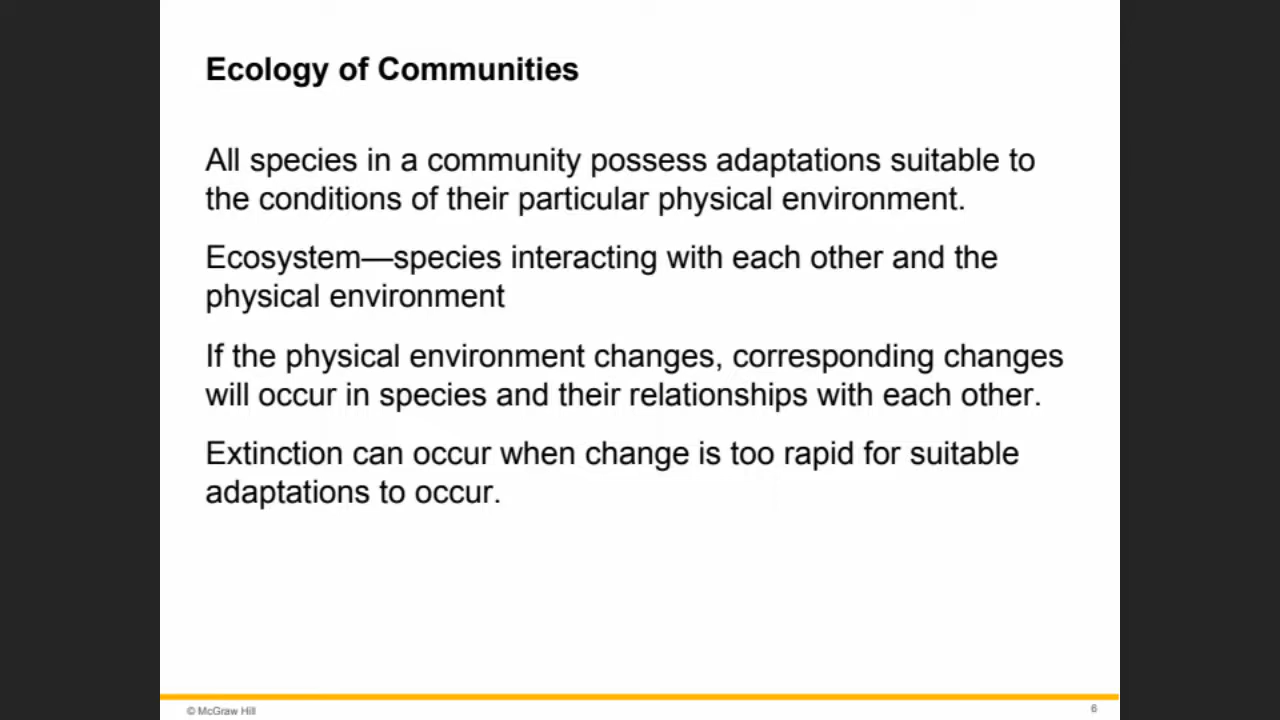 Ecology of Communities
All species in a community possess adaptations suitable to
the conditions of their particular physical environment.
Ecosystem—species interacting with each other and the
physical environment
If the physical environment changes, corresponding changes
will occur in species and their relationships with each other.
Extinction can occur when change is too rapid for suitable
adaptations to occur.
© McGraw Hill
6